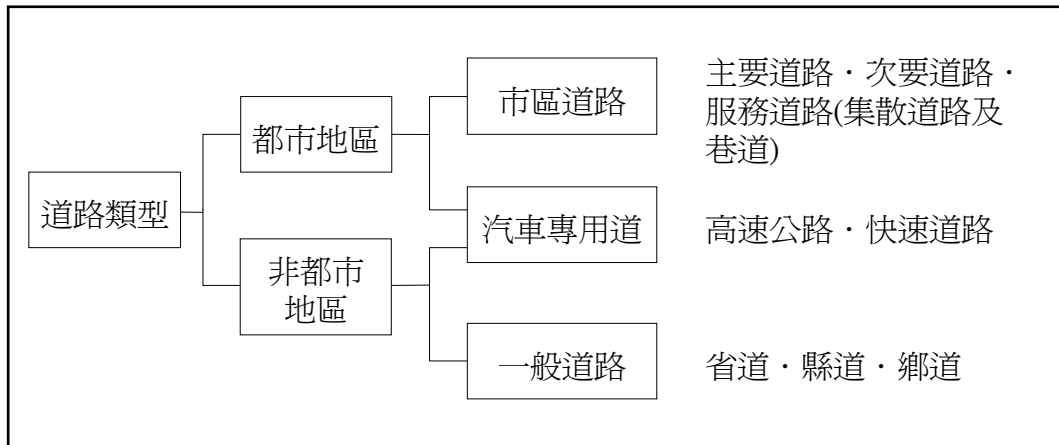 道路類型
都市地區
非都市
地區
市區道路
主要道路．次要道路．
服務道路(集散道路及
巷道)
汽車專用道
高速公路．快速道路
一般道路
省道．縣道．鄉道